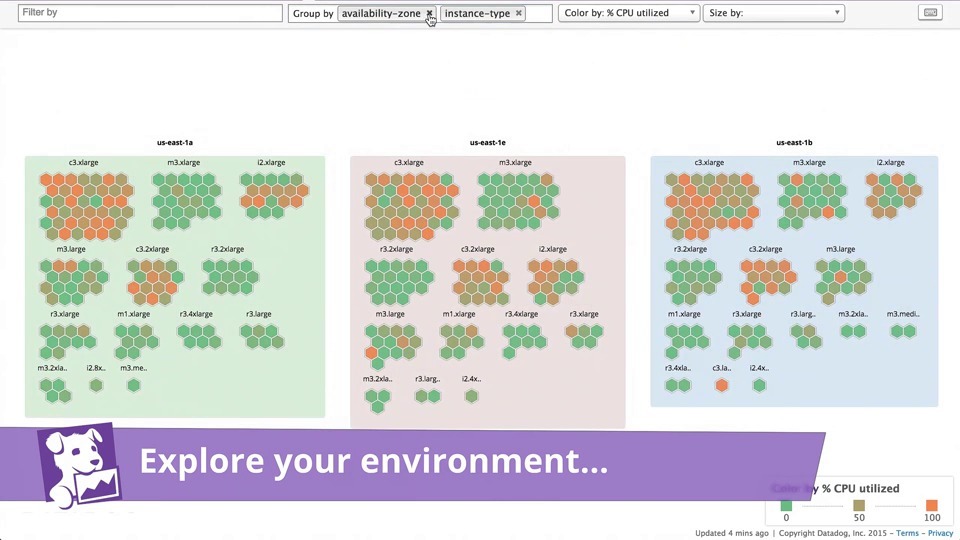 Filter by
Group by availability-zone × instance-type ×
Color by: % CPU utilized
Size by:
us-east-1a
us-east-1e
us-east-1b
c3.xlarge m3.xlarge i2.xlarge
c3.xlarge m3.xlarge
c3.xlarge m3.xlarge i2.xlarge
m3.large c3.2xlarge r3.2xlarge
r3.2xlarge c3.2xlarge i2.2xlarge
r3.2xlarge c3.2xlarge m3.large
r3.xlarge m1.xlarge r3.4xlarge r3.large
m3.large m1.xlarge r3.4xlarge r3.xlarge
m1.xlarge r3.xlarge r3.larg.. m3.2xla.. m3.medi..
m3.2xla.. i2.8x.. m3.me..
m3.2xla.. r3.larg.. i2.4x..
r3.4xla.. c3.la.. i2.4x..
Explore your environment...
Color by % CPU utilized
0 50 100
Updated 4 mins ago | Copyright Datadog, Inc. 2015 - Terms - Privacy